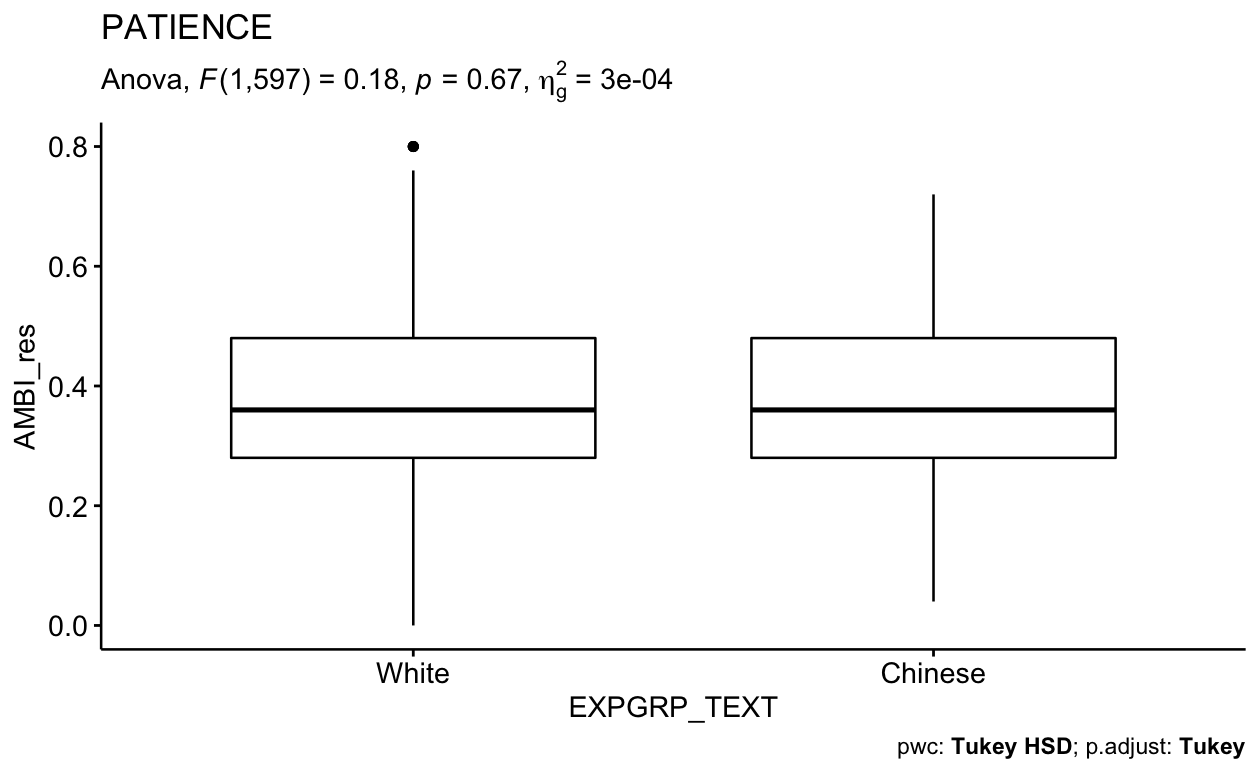 PATIENCE
Anova, F(1,597) = 0.18, p = 0.67, η²g = 3e-04
AMBI_res
0.8
0.6
0.4
0.2
0.0
White Chinese
EXPGRP_TEXT
pwc: Tukey HSD; p.adjust: Tukey